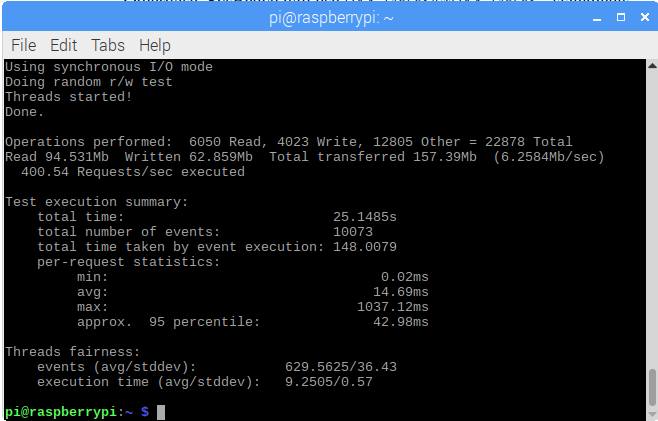 pi@raspberrypi: ~
File Edit Tabs Help
Using synchronous I/O mode
Doing random r/w test
Threads started!
Done.
Operations performed:  6050 Read, 4023 Write, 12805 Other = 22878 Total
Read 94.531Mb  Written 62.859Mb  Total transferred 157.39Mb  (6.2584Mb/sec)
  400.54 Requests/sec executed
Test execution summary:
    total time:                          25.1485s
    total number of events:              10073
    total time taken by event execution: 148.0079
    per-request statistics:
         min:                                  0.02ms
         avg:                                 14.69ms
         max:                               1037.12ms
         approx.  95 percentile:              42.98ms
Threads fairness:
    events (avg/stddev):           629.5625/36.43
    execution time (avg/stddev):   9.2505/0.57
pi@raspberrypi:~ $